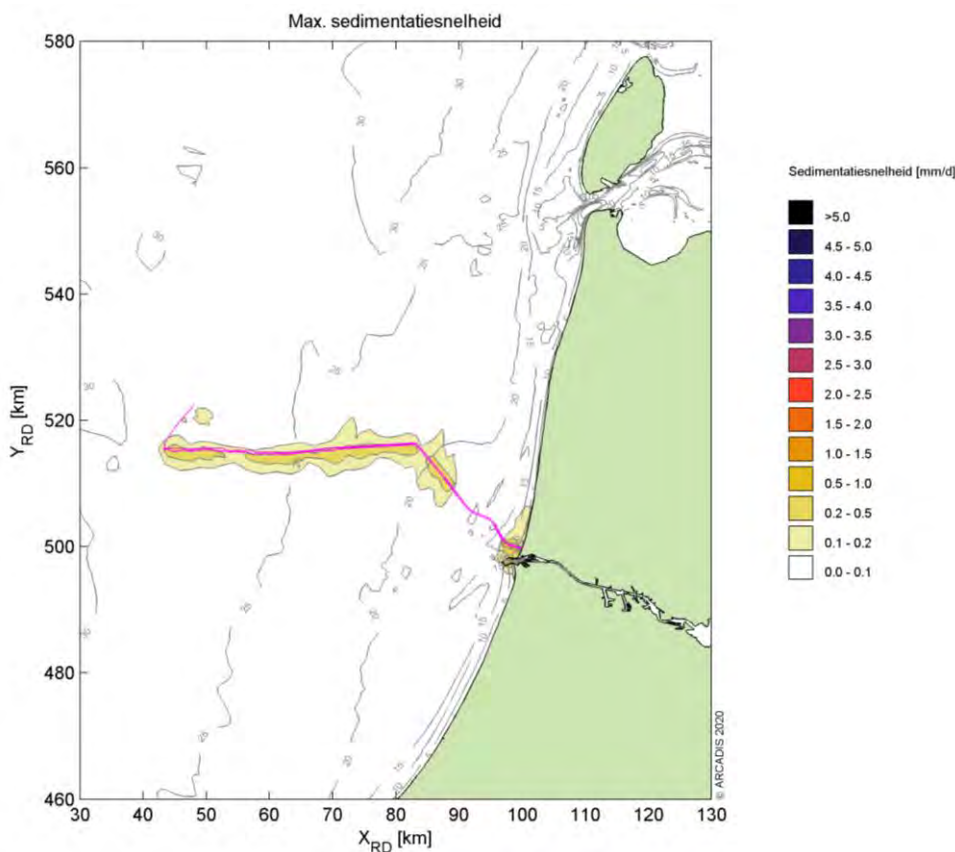 Max. sedimentatiesnelheid
580
560
540
520
500
480
460
Y_RD [km]
30 40 50 60 70 80 90 100 110 120 130
X_RD [km]
© ARCADIS 2020
Sedimentatiesnelheid [mm/d]
>5.0
4.5 - 5.0
4.0 - 4.5
3.5 - 4.0
3.0 - 3.5
2.5 - 3.0
2.0 - 2.5
1.5 - 2.0
1.0 - 1.5
0.5 - 1.0
0.2 - 0.5
0.1 - 0.2
0.0 - 0.1